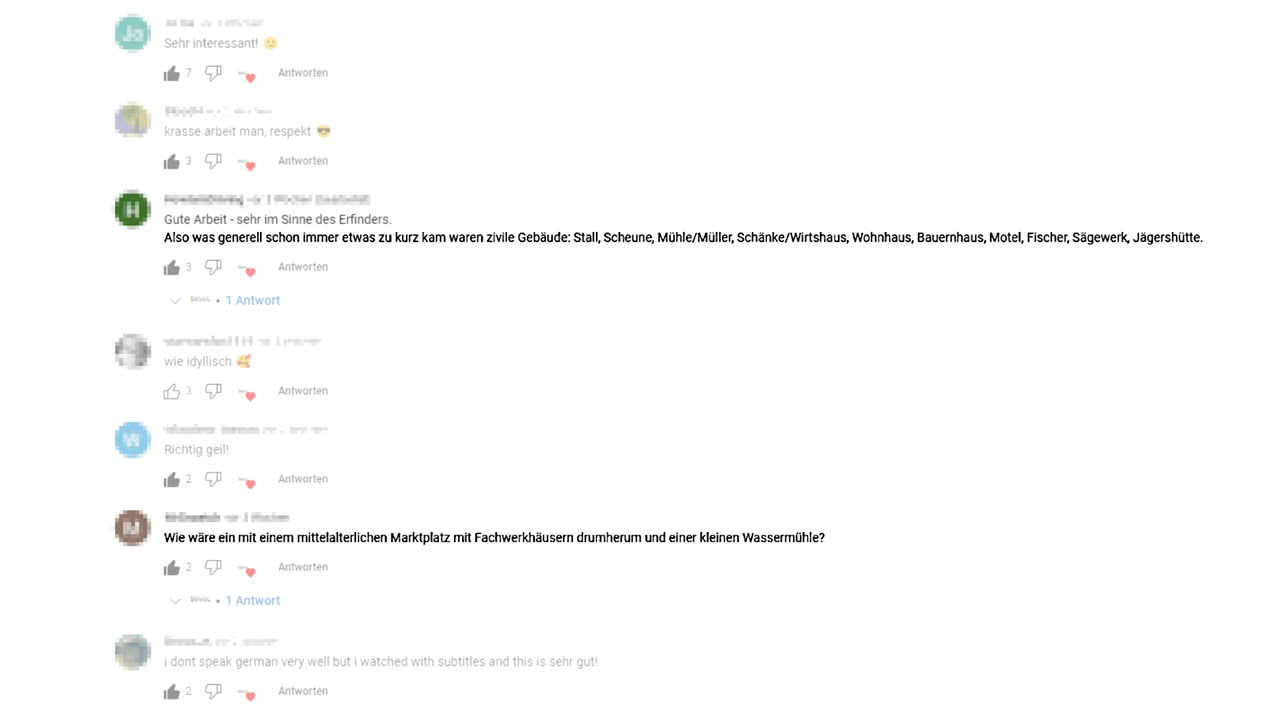 Jo
Sehr interessant! 🙂
7 Antworten
krasse arbeit man, respekt 😎
3 Antworten
H
Gute Arbeit - sehr im Sinne des Erfinders.
Also was generell schon immer etwas zu kurz kam waren zivile Gebäude: Stall, Scheune, Mühle/Müller, Schänke/Wirtshaus, Wohnhaus, Bauernhaus, Motel, Fischer, Sägewerk, Jägershütte.
3 Antworten
• 1 Antwort
wie idyllisch 🥰
3 Antworten
W
Richtig geil!
2 Antworten
M
Wie wäre ein mit einem mittelalterlichen Marktplatz mit Fachwerkhäusern drumherum und einer kleinen Wassermühle?
2 Antworten
• 1 Antwort
i dont speak german very well but i watched with subtitles and this is sehr gut!
2 Antworten